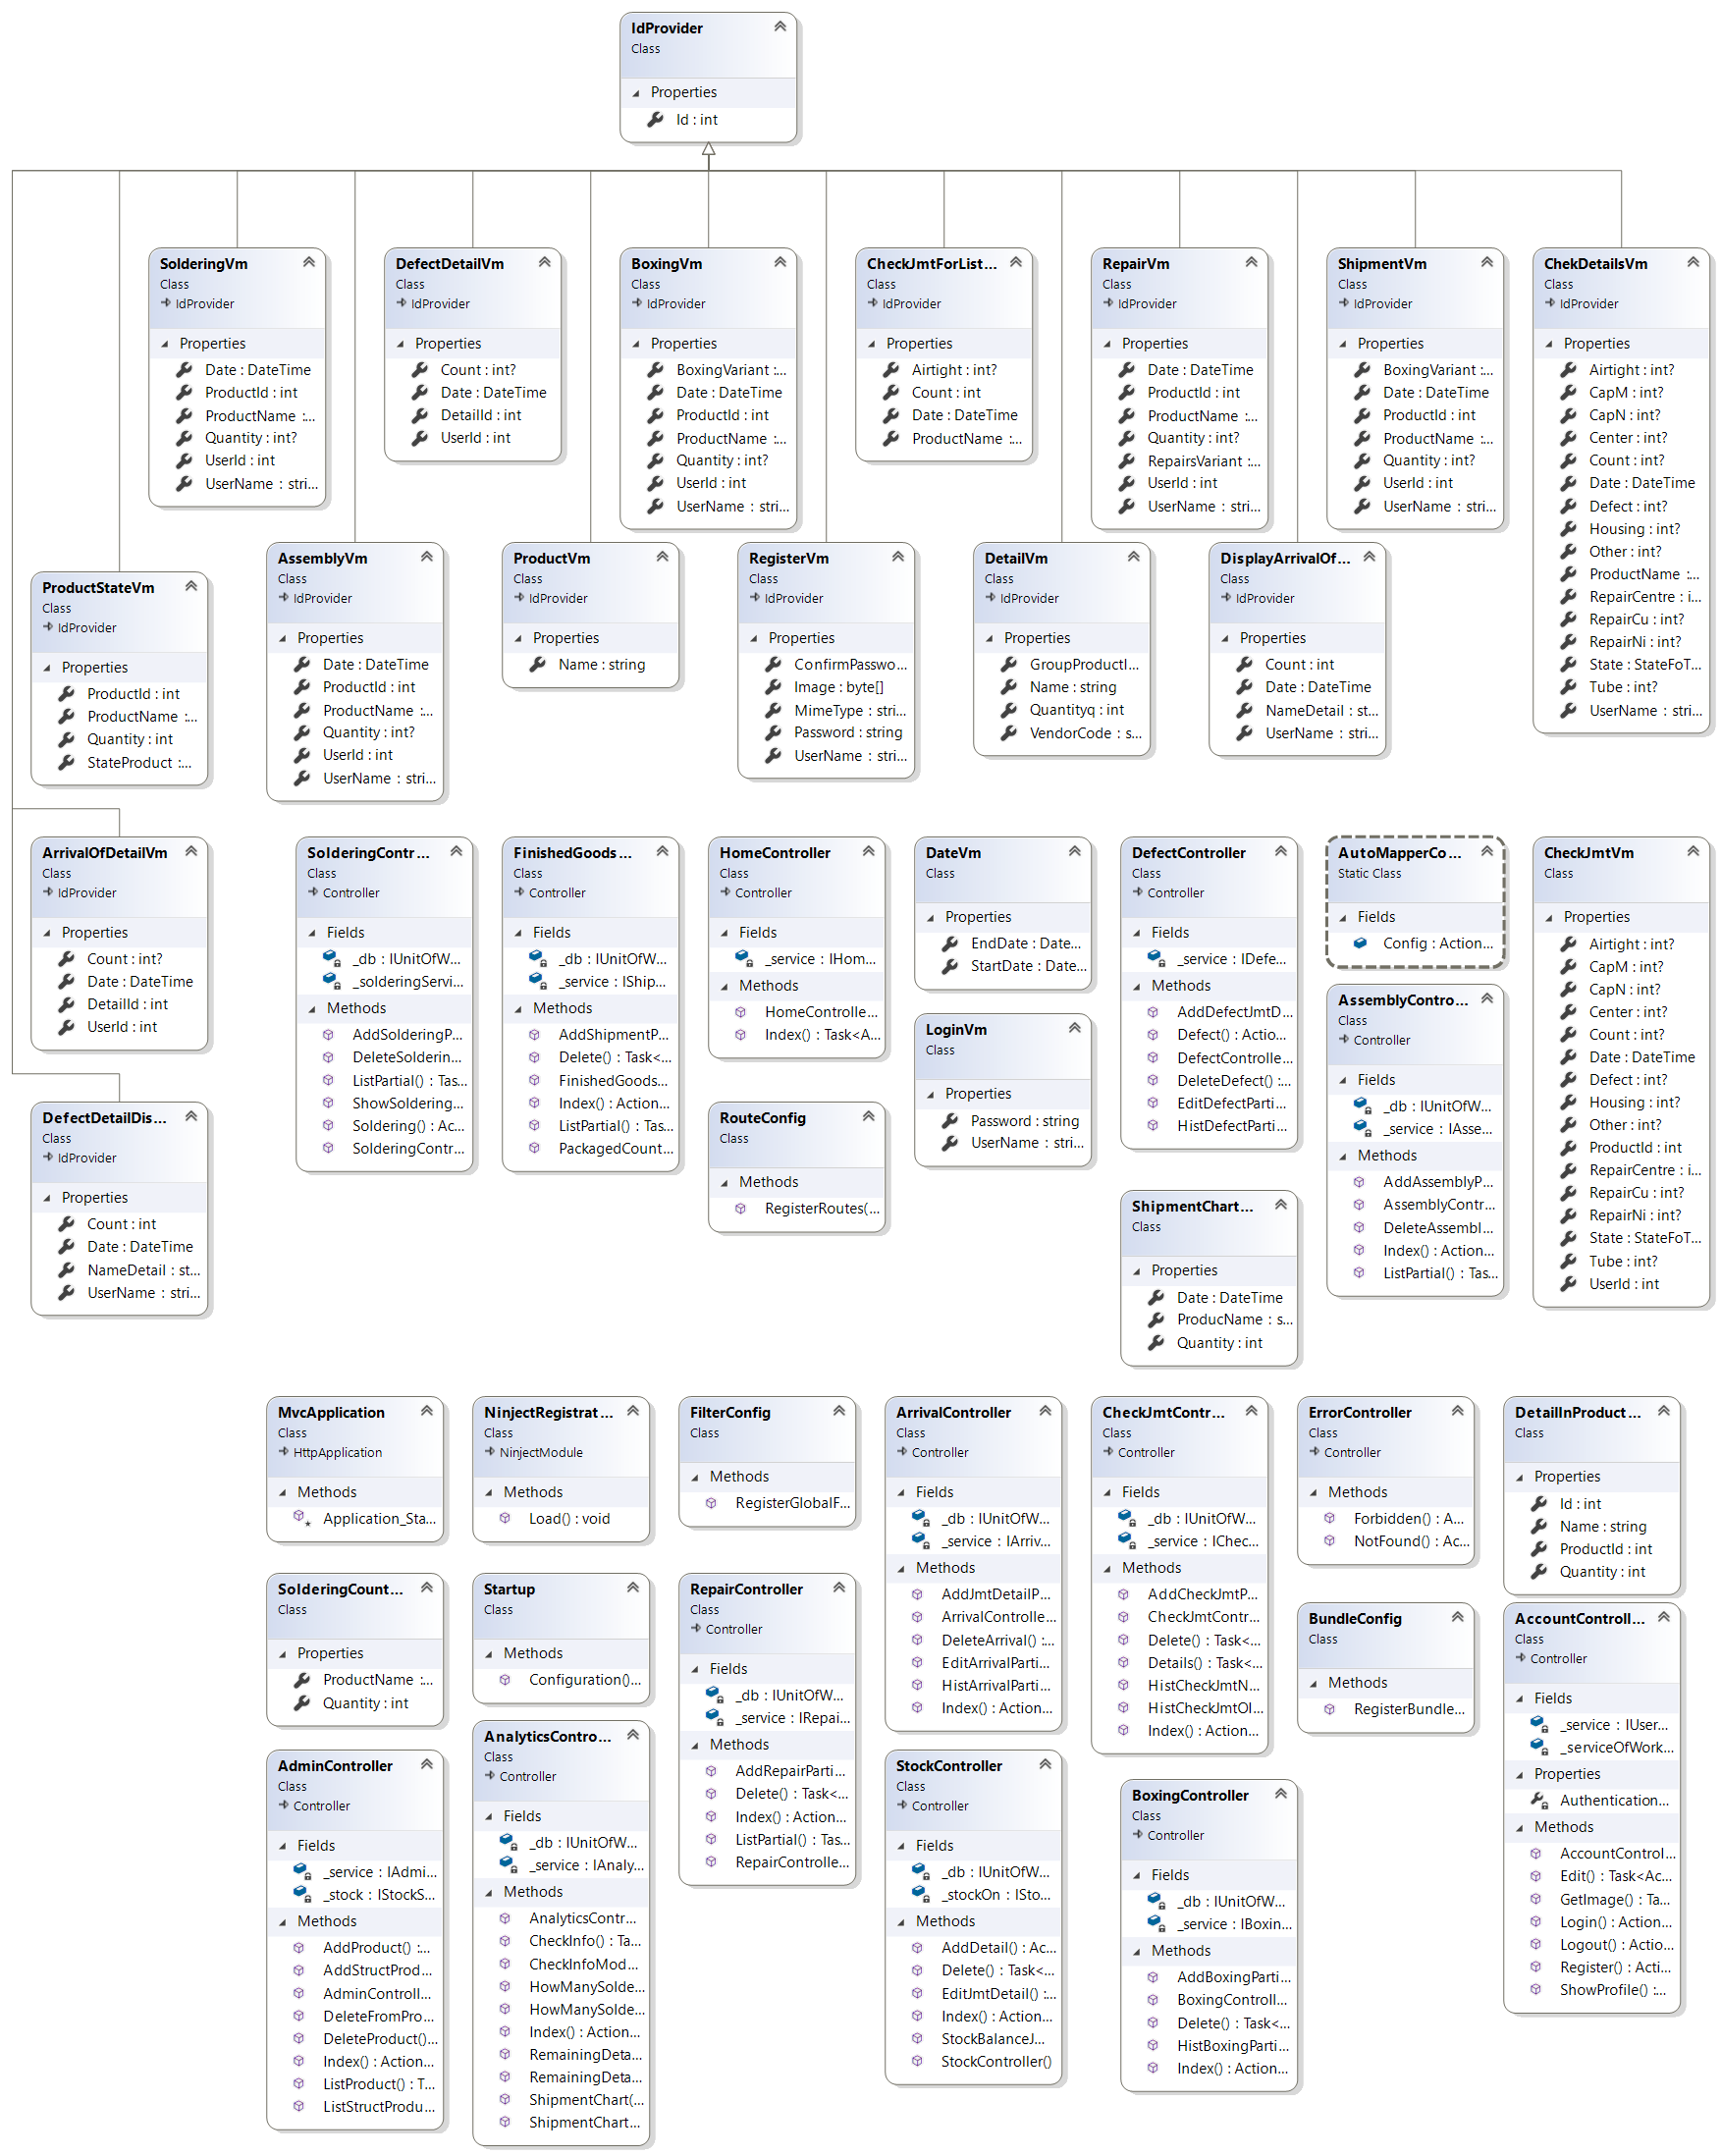 IdProvider
Class
Properties
Id : int
SolderingVm
Class
IdProvider
Properties
Date : DateTime
ProductId : int
ProductName :...
Quantity : int?
UserId : int
UserName : stri...
DefectDetailVm
Class
IdProvider
Properties
Count : int?
Date : DateTime
DetailId : int
UserId : int
BoxingVm
Class
IdProvider
Properties
BoxingVariant :...
Date : DateTime
ProductId : int
ProductName :...
Quantity : int?
UserId : int
UserName : stri...
CheckJmtForList...
Class
IdProvider
Properties
Airtight : int?
Count : int
Date : DateTime
ProductName :...
RepairVm
Class
IdProvider
Properties
Date : DateTime
ProductId : int
ProductName :...
Quantity : int?
RepairsVariant :...
UserId : int
UserName : stri...
ShipmentVm
Class
IdProvider
Properties
BoxingVariant :...
Date : DateTime
ProductId : int
ProductName :...
Quantity : int?
UserId : int
UserName : stri...
ChekDetailsVm
Class
IdProvider
Properties
Airtight : int?
CapM : int?
CapN : int?
Center : int?
Count : int?
Date : DateTime
Defect : int?
Housing : int?
Other : int?
ProductName :...
RepairCentre : i...
RepairCu : int?
RepairNi : int?
State : StateFoT...
Tube : int?
UserName : stri...
ProductStateVm
Class
IdProvider
Properties
ProductId : int
ProductName :...
Quantity : int
StateProduct :...
AssemblyVm
Class
IdProvider
Properties
Date : DateTime
ProductId : int
ProductName :...
Quantity : int?
UserId : int
UserName : stri...
ProductVm
Class
IdProvider
Properties
Name : string
RegisterVm
Class
IdProvider
Properties
ConfirmPasswo...
Image : byte[]
MimeType : stri...
Password : string
UserName : stri...
DetailVm
Class
IdProvider
Properties
GroupProductI...
Name : string
Quantityq : int
VendorCode : s...
DisplayArrivalOf...
Class
IdProvider
Properties
Count : int
Date : DateTime
NameDetail : st...
UserName : stri...
ArrivalOfDetailVm
Class
IdProvider
Properties
Count : int?
Date : DateTime
DetailId : int
UserId : int
SolderingContr...
Class
Controller
Fields
_db : IUnitOfW...
_solderingServi...
Methods
AddSolderingP...
DeleteSolderin...
ListPartial() : Tas...
ShowSoldering...
Soldering() : Ac...
SolderingContr...
FinishedGoods...
Class
Controller
Fields
_db : IUnitOfW...
_service : IShip...
Methods
AddShipmentP...
Delete() : Task<...
FinishedGoods...
Index() : Action...
ListPartial() : Tas...
PackagedCount...
HomeController
Class
Controller
Fields
_service : IHom...
Methods
HomeControlle...
Index() : Task<A...
DateVm
Class
Properties
EndDate : Date...
StartDate : Date...
DefectController
Class
Controller
Fields
_service : IDefe...
Methods
AddDefectJmtD...
Defect() : Actio...
DefectControlle...
DeleteDefect() :...
EditDefectParti...
HistDefectParti...
AutoMapperCo...
Static Class
Fields
Config : Action...
CheckJmtVm
Class
Properties
Airtight : int?
CapM : int?
CapN : int?
Center : int?
Count : int?
Date : DateTime
Defect : int?
Housing : int?
Other : int?
ProductId : int
RepairCentre : i...
RepairCu : int?
RepairNi : int?
State : StateFoT...
Tube : int?
UserId : int
AssemblyContro...
Class
Controller
Fields
_db : IUnitOfW...
_service : IAsse...
Methods
AddAssemblyP...
AssemblyContr...
DeleteAssembl...
Index() : Action...
ListPartial() : Tas...
LoginVm
Class
Properties
Password : string
UserName : stri...
DefectDetailDis...
Class
IdProvider
Properties
Count : int
Date : DateTime
NameDetail : st...
UserName : stri...
RouteConfig
Class
Methods
RegisterRoutes(...
ShipmentChart...
Class
Properties
Date : DateTime
ProducName : s...
Quantity : int
MvcApplication
Class
HttpApplication
Methods
Application_Sta...
NinjectRegistrat...
Class
NinjectModule
Methods
Load() : void
FilterConfig
Class
Methods
RegisterGlobalF...
ArrivalController
Class
Controller
Fields
_db : IUnitOfW...
_service : IArriv...
Methods
AddJmtDetailP...
ArrivalControlle...
DeleteArrival() :...
EditArrivalParti...
HistArrivalParti...
Index() : Action...
CheckJmtContr...
Class
Controller
Fields
_db : IUnitOfW...
_service : IChec...
Methods
AddCheckJmtP...
CheckJmtContr...
Delete() : Task<...
Details() : Task<...
HistCheckJmtN...
HistCheckJmtOl...
Index() : Action...
ErrorController
Class
Controller
Methods
Forbidden() : A...
NotFound() : Ac...
DetailInProduct...
Class
Properties
Id : int
Name : string
ProductId : int
Quantity : int
SolderingCount...
Class
Properties
ProductName :...
Quantity : int
Startup
Class
Methods
Configuration()...
RepairController
Class
Controller
Fields
_db : IUnitOfW...
_service : IRepai...
Methods
AddRepairParti...
Delete() : Task<...
Index() : Action...
ListPartial() : Tas...
RepairControlle...
BundleConfig
Class
Methods
RegisterBundle...
AccountControll...
Class
Controller
Fields
_service : IUser...
_serviceOfWork...
Properties
Authentication...
Methods
AccountControl...
Edit() : Task<Ac...
GetImage() : Ta...
Login() : Action...
Logout() : Actio...
Register() : Acti...
ShowProfile() :...
AdminController
Class
Controller
Fields
_service : IAdmi...
_stock : IStockS...
Methods
AddProduct() :...
AddStructProd...
AdminControll...
DeleteFromPro...
DeleteProduct()...
Index() : Action...
ListProduct() : T...
ListStructProdu...
AnalyticsContro...
Class
Controller
Fields
_db : IUnitOfW...
_service : IAnaly...
Methods
AnalyticsContr...
CheckInfo() : Ta...
CheckInfoMod...
HowManySolde...
HowManySolde...
Index() : Action...
RemainingDeta...
RemainingDeta...
ShipmentChart(...
ShipmentChart...
StockController
Class
Controller
Fields
_db : IUnitOfW...
_stockOn : ISto...
Methods
AddDetail() : Ac...
Delete() : Task<...
EditJmtDetail() :...
Index() : Action...
StockBalanceJ...
StockController()
BoxingController
Class
Controller
Fields
_db : IUnitOfW...
_service : IBoxin...
Methods
AddBoxingParti...
BoxingControll...
Delete() : Task<...
HistBoxingParti...
Index() : Action...